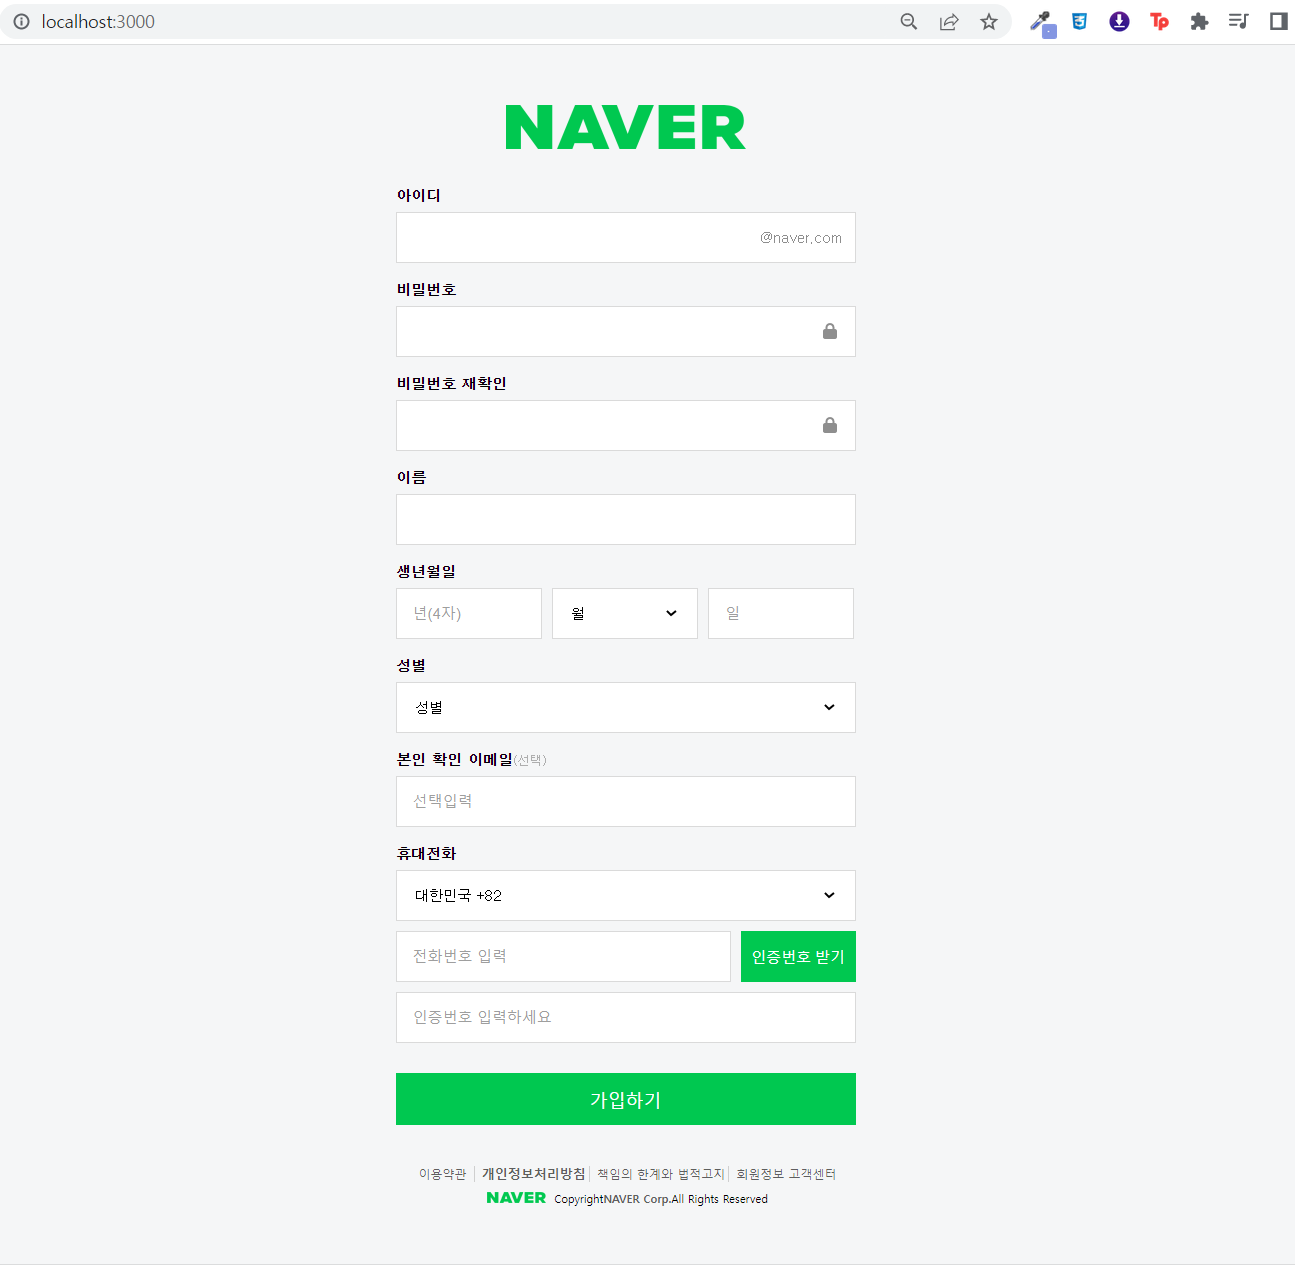 localhost:3000
NAVER
아이디
@naver.com
비밀번호
비밀번호 재확인
이름
생년월일
년(4자) 월 일
성별
성별
본인 확인 이메일(선택)
선택입력
휴대전화
대한민국 +82
전화번호 입력 인증번호 받기
인증번호 입력하세요
가입하기
이용약관 개인정보처리방침 책임의 한계와 법적고지 회원정보 고객센터
NAVER CopyrightNAVER Corp.All Rights Reserved